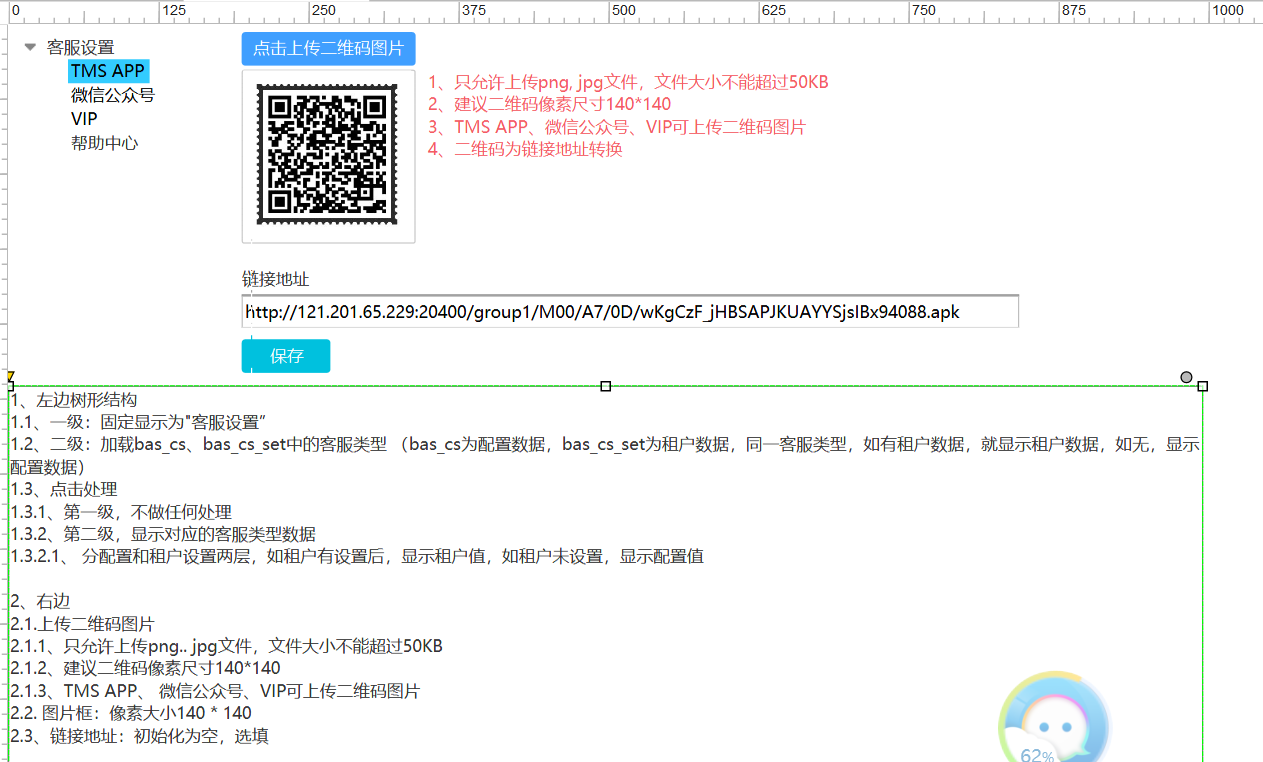 0 125 250 375 500 625 750 875 1000
客服设置
TMS APP
微信公众号
VIP
帮助中心
点击上传二维码图片
1、只允许上传png, jpg文件，文件大小不能超过50KB
2、建议二维码像素尺寸140*140
3、TMS APP、微信公众号、VIP可上传二维码图片
4、二维码为链接地址转换
链接地址
http://121.201.65.229:20400/group1/M00/A7/0D/wKgCzF_jHBSAPJKUAYYSjsIBx94088.apk
保存
1、左边树形结构
1.1、一级：固定显示为"客服设置”
1.2、二级：加载bas_cs、bas_cs_set中的客服类型 （bas_cs为配置数据，bas_cs_set为租户数据，同一客服类型，如有租户数据，就显示租户数据，如无，显示
配置数据）
1.3、点击处理
1.3.1、第一级，不做任何处理
1.3.2、第二级，显示对应的客服类型数据
1.3.2.1、 分配置和租户设置两层，如租户有设置后，显示租户值，如租户未设置，显示配置值
2、右边
2.1.上传二维码图片
2.1.1、只允许上传png.. jpg文件，文件大小不能超过50KB
2.1.2、建议二维码像素尺寸140*140
2.1.3、TMS APP、 微信公众号、VIP可上传二维码图片
2.2. 图片框：像素大小140 * 140
2.3、链接地址：初始化为空，选填
62%